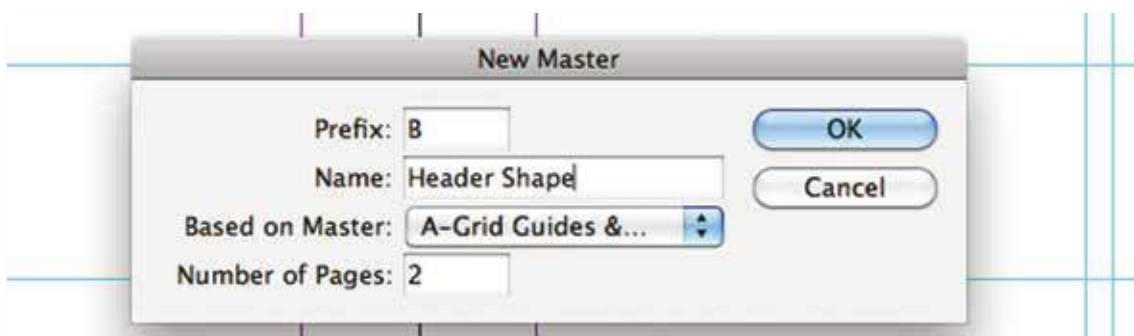 New Master
Prefix: B
OK
Name: Header Shape
Cancel
Based on Master: A-Grid Guides &...
Number of Pages: 2